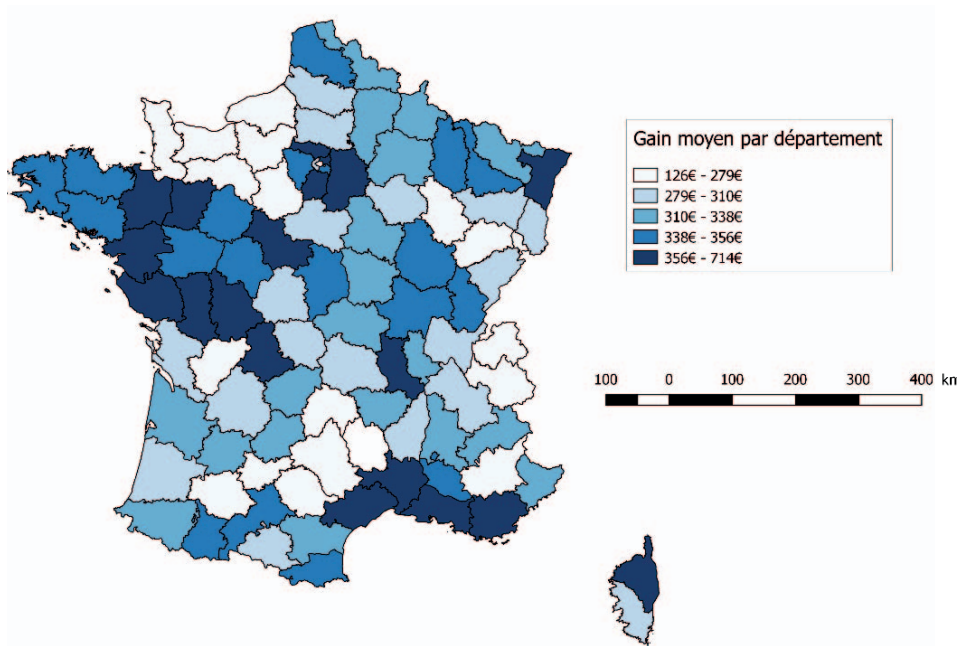 Gain moyen par département
126€ - 279€
279€ - 310€
310€ - 338€
338€ - 356€
356€ - 714€
100 0 100 200 300 400 km